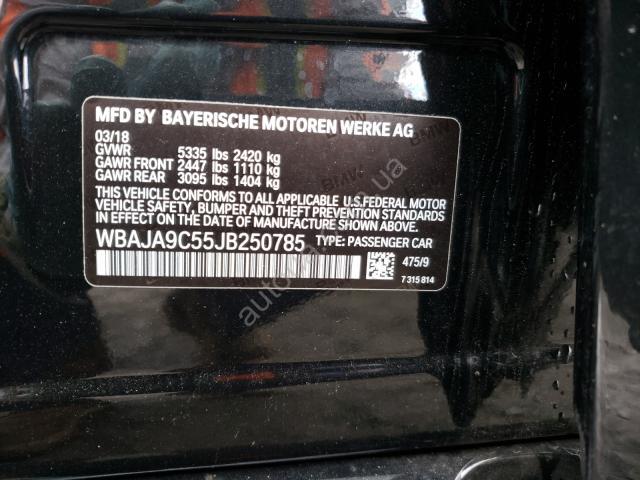 MFD BY BAYERISCHE MOTOREN WERKE AG
03/18
GVWR 5335 lbs 2420 kg
GAWR FRONT 2447 lbs 1110 kg
GAWR REAR 3095 lbs 1404 kg
THIS VEHICLE CONFORMS TO ALL APPLICABLE U.S.FEDERAL MOTOR
VEHICLE SAFETY, BUMPER AND THEFT PREVENTION STANDARDS
IN EFFECT ON THE DATE OF MANUFACTURE SHOWN ABOVE.
WBAJA9C55JB250785 TYPE: PASSENGER CAR
475/9
7 315 814